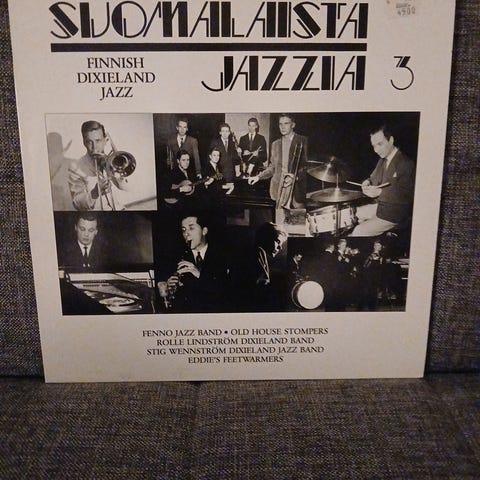 SUOMALAISTA
FINNISH
DIXIELAND
JAZZ
JAZZIA 3
FENNO JAZZ BAND • OLD HOUSE STOMPERS
ROLLE LINDSTRÖM DIXIELAND BAND
STIG WENNSTRÖM DIXIELAND JAZZ BAND
EDDIE'S FEETWARMERS